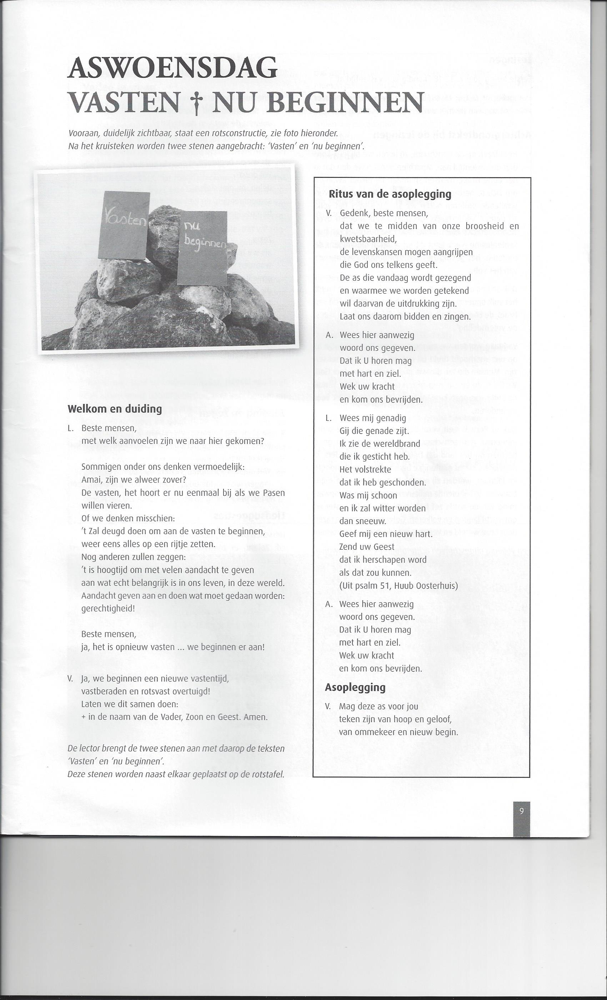 ASWOENSDAG
VASTEN † NU BEGINNEN
Vooraan, duidelijk zichtbaar, staat een rotsconstructie, zie foto hieronder.
Na het kruisteken worden twee stenen aangebracht: ‘Vasten’ en ‘nu beginnen’.
Vasten
nu
beginnen
Welkom en duiding
L. Beste mensen,
met welk aanvoelen zijn we naar hier gekomen?
Sommigen onder ons denken vermoedelijk:
Amai, zijn we alweer zover?
De vasten, het hoort er nu eenmaal bij als we Pasen
willen vieren.
Of we denken misschien:
’t Zal deugd doen om aan de vasten te beginnen,
weer eens alles op een rijtje zetten.
Nog anderen zullen zeggen:
’t is hoogtijd om met velen aandacht te geven
aan wat echt belangrijk is in ons leven, in deze wereld.
Aandacht geven aan en doen wat moet gedaan worden:
gerechtigheid!
Beste mensen,
ja, het is opnieuw vasten ... we beginnen er aan!
V. Ja, we beginnen een nieuwe vastentijd,
vastberaden en rotsvast overtuigd!
Laten we dit samen doen:
+ in de naam van de Vader, Zoon en Geest. Amen.
De lector brengt de twee stenen aan met daarop de teksten
‘Vasten’ en ‘nu beginnen’.
Deze stenen worden naast elkaar geplaatst op de rotstafel.
Ritus van de asoplegging
V. Gedenk, beste mensen,
dat we te midden van onze broosheid en
kwetsbaarheid,
de levenskansen mogen aangrijpen
die God ons telkens geeft.
De as die vandaag wordt gezegend
en waarmee we worden getekend
wil daarvan de uitdrukking zijn.
Laat ons daarom bidden en zingen.
A. Wees hier aanwezig
woord ons gegeven.
Dat ik U horen mag
met hart en ziel.
Wek uw kracht
en kom ons bevrijden.
L. Wees mij genadig
Gij die genade zijt.
Ik zie de wereldbrand
die ik gesticht heb.
Het volstrekte
dat ik heb geschonden.
Was mij schoon
en ik zal witter worden
dan sneeuw.
Geef mij een nieuw hart.
Zend uw Geest
dat ik herschapen word
als dat zou kunnen.
(Uit psalm 51, Huub Oosterhuis)
A. Wees hier aanwezig
woord ons gegeven.
Dat ik U horen mag
met hart en ziel.
Wek uw kracht
en kom ons bevrijden.
Asoplegging
V. Mag deze as voor jou
teken zijn van hoop en geloof,
van ommekeer en nieuw begin.
9